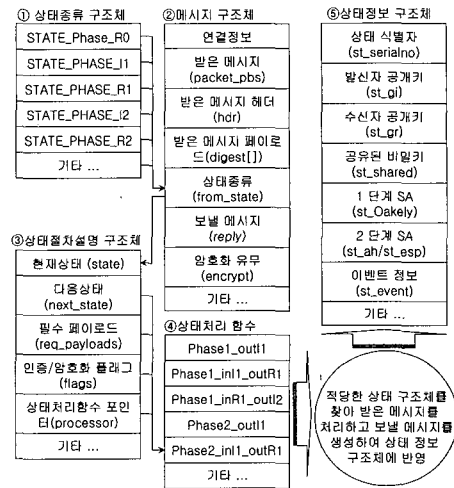 ① 상태종류 구조체
STATE_Phase_R0
STATE_PHASE_I1
STATE_PHASE_R1
STATE_PHASE_I2
STATE_PHASE_R2
기타 ...
②메시지 구조체
연결정보
받은 메시지
(packet_pbs)
받은 메시지 헤더
(hdr)
받은 메시지 페이로
드(digest[])
상태종류
(from_state)
보낼 메시지
(reply)
암호화 유무
(encrypt)
기타 ...
③상태절차설명 구조체
현재상태 (state)
다음상태
(next_state)
필수 페이로드
(req_payloads)
인증/암호화 플래그
(flags)
상태처리함수 포인
터(processor)
기타 ...
④상태처리 함수
Phase1_outI1
Phase1_inI1_outR1
Phase1_inR1_outI2
Phase2_outI1
Phase2_inI1_outR1
기타 ...
⑤상태정보 구조체
상태 식별자
(st_serialno)
발신자 공개키
(st_gi)
수신자 공개키
(st_gr)
공유된 비밀키
(st_shared)
1 단계 SA
(st_Oakely)
2 단계 SA
(st_ah/st_esp)
이벤트 정보
(st_event)
기타 ...
적당한 상태 구조체를
찾아 받은 메시지를
처리하고 보낼 메시지를
생성하여 상태 정보
구조체에 반영